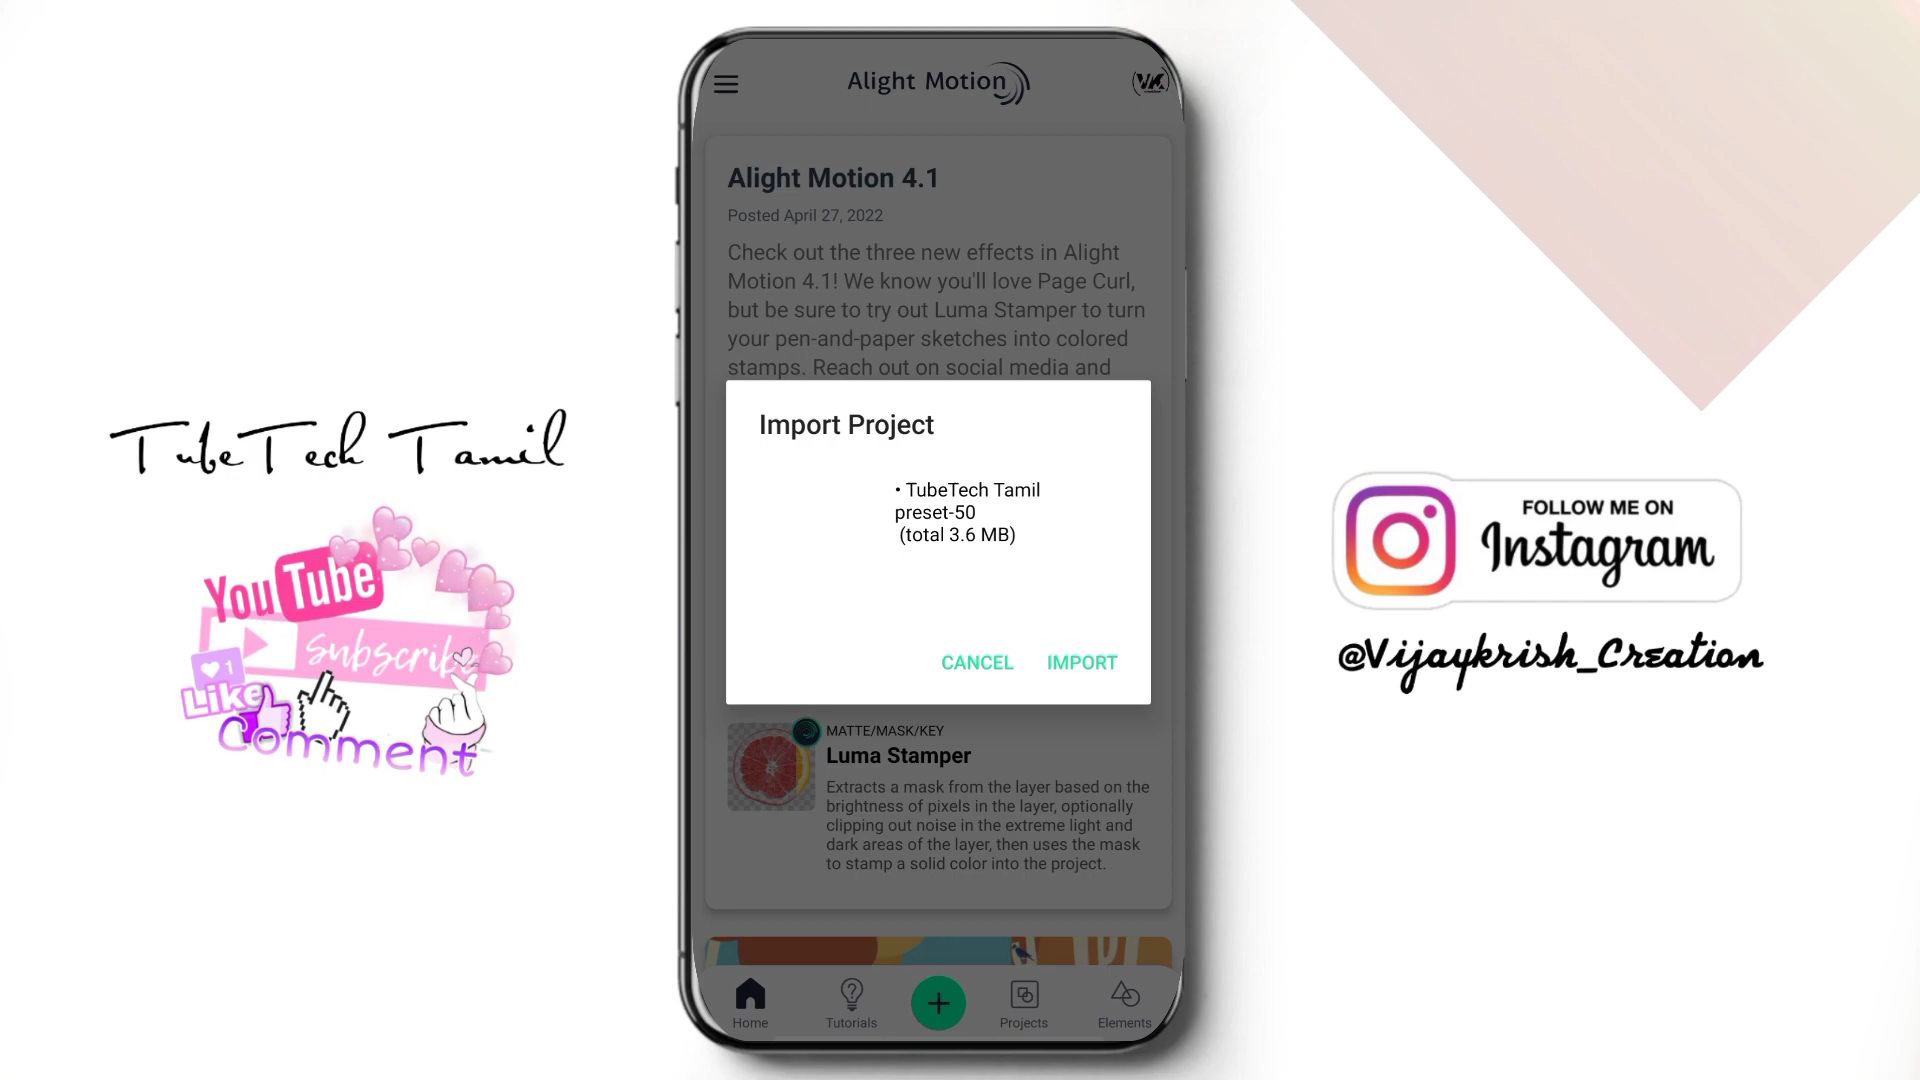 TubeTech Tamil
YouTube
Subscribe
1
Like
Comment
Alight Motion
VK
Alight Motion 4.1
Posted April 27, 2022
Check out the three new effects in Alight
Motion 4.1! We know you'll love Page Curl,
but be sure to try out Luma Stamper to turn
your pen-and-paper sketches into colored
stamps. Reach out on social media and
Import Project
• TubeTech Tamil
preset-50
(total 3.6 MB)
CANCEL IMPORT
MATTE/MASK/KEY
Luma Stamper
Extracts a mask from the layer based on the
brightness of pixels in the layer, optionally
clipping out noise in the extreme light and
dark areas of the layer, then uses the mask
to stamp a solid color into the project.
Home Tutorials Projects Elements
FOLLOW ME ON
Instagram
@Vijaykrish_Creation